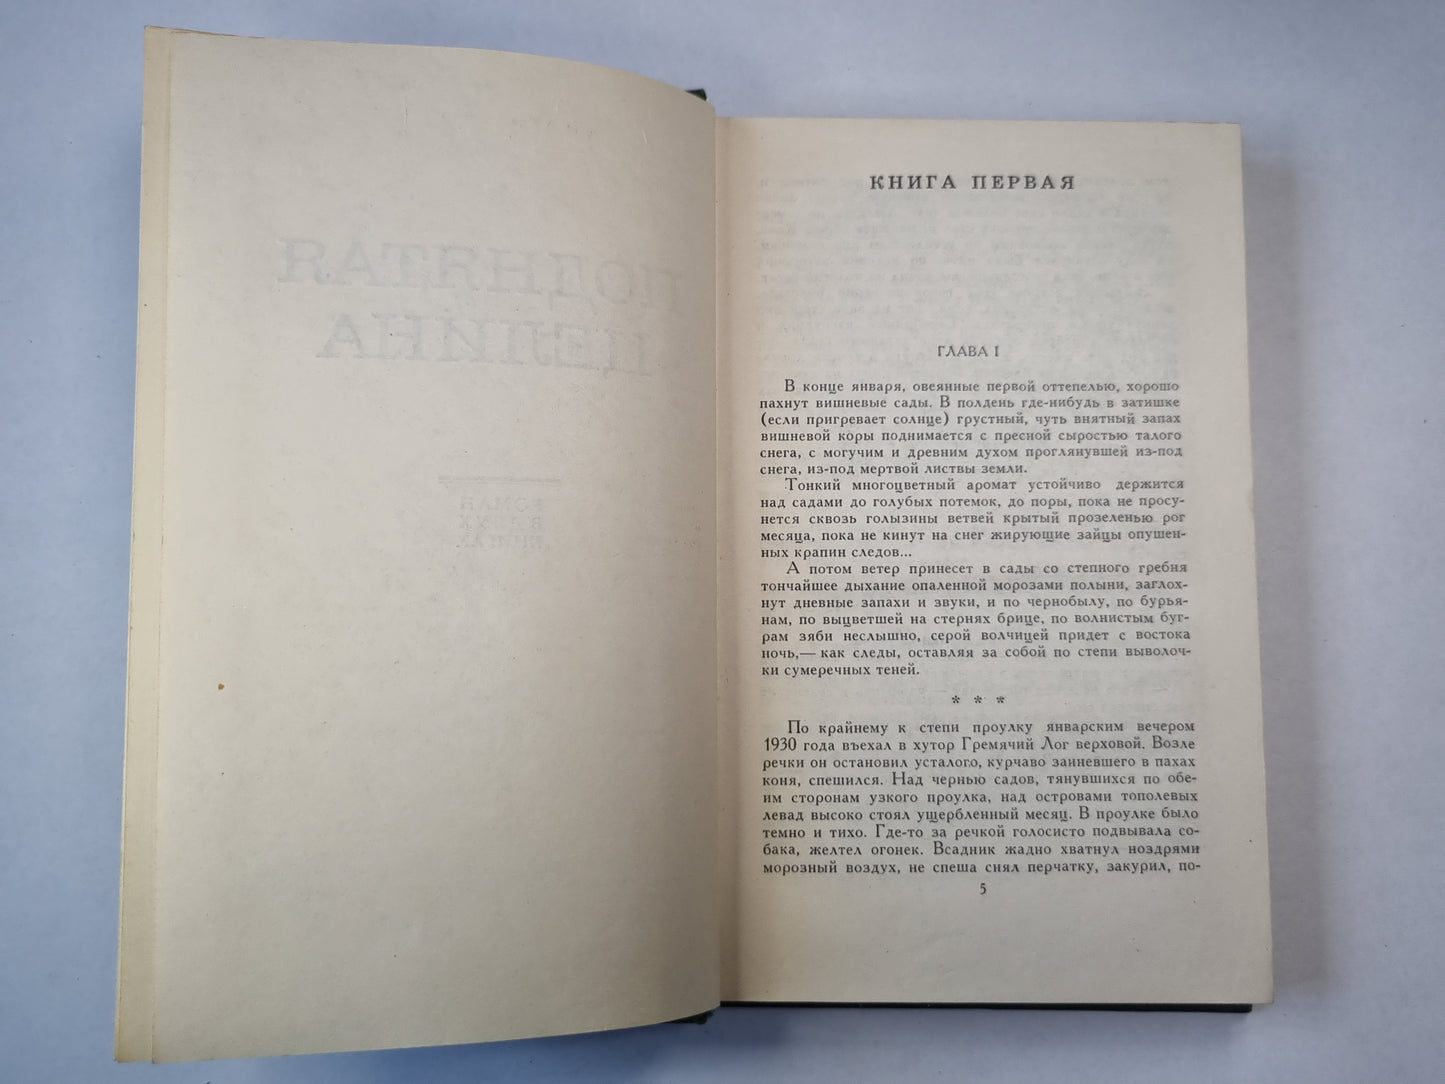 ПОДНЯТАЯ
ЦЕЛИНА
РОМАН
В ДВУХ
КНИГАХ
КНИГА ПЕРВАЯ
ГЛАВА I
В конце января, овеянные первой оттепелью, хорошо
пахнут вишневые сады. В полдень где-нибудь в затишке
(если пригревает солнце) грустный, чуть внятный запах
вишневой коры поднимается с пресной сыростью талого
снега, с могучим и древним духом проглянувшей из-под
снега, из-под мертвой листвы земли.
Тонкий многоцветный аромат устойчиво держится
над садами до голубых потемок, до поры, пока не просу-
нется сквозь голызины ветвей крытый прозеленью рог
месяца, пока не кинут на снег жирующие зайцы опушен-
ных крапин следов...
А потом ветер принесет в сады со степного гребня
тончайшее дыхание опаленной морозами полыни, заглох-
нут дневные запахи и звуки, и по чернобылу, по бурья-
нам, по выцветшей на стернях брице, по волнистым буг-
рам зяби неслышно, серой волчицей придет с востока
ночь,— как следы, оставляя за собой по степи выволоч-
ки сумеречных теней.
* * *
По крайнему к степи проулку январским вечером
1930 года въехал в хутор Гремячий Лог верховой. Возле
речки он остановил усталого, курчаво заиневшего в пахах
коня, спешился. Над чернью садов, тянувшихся по обе-
им сторонам узкого проулка, над островами тополевых
левад высоко стоял ущербленный месяц. В проулке было
темно и тихо. Где-то за речкой голосисто подвывала со-
бака, желтел огонек. Всадник жадно хватнул ноздрями
морозный воздух, не спеша снял перчатку, закурил, по-
5